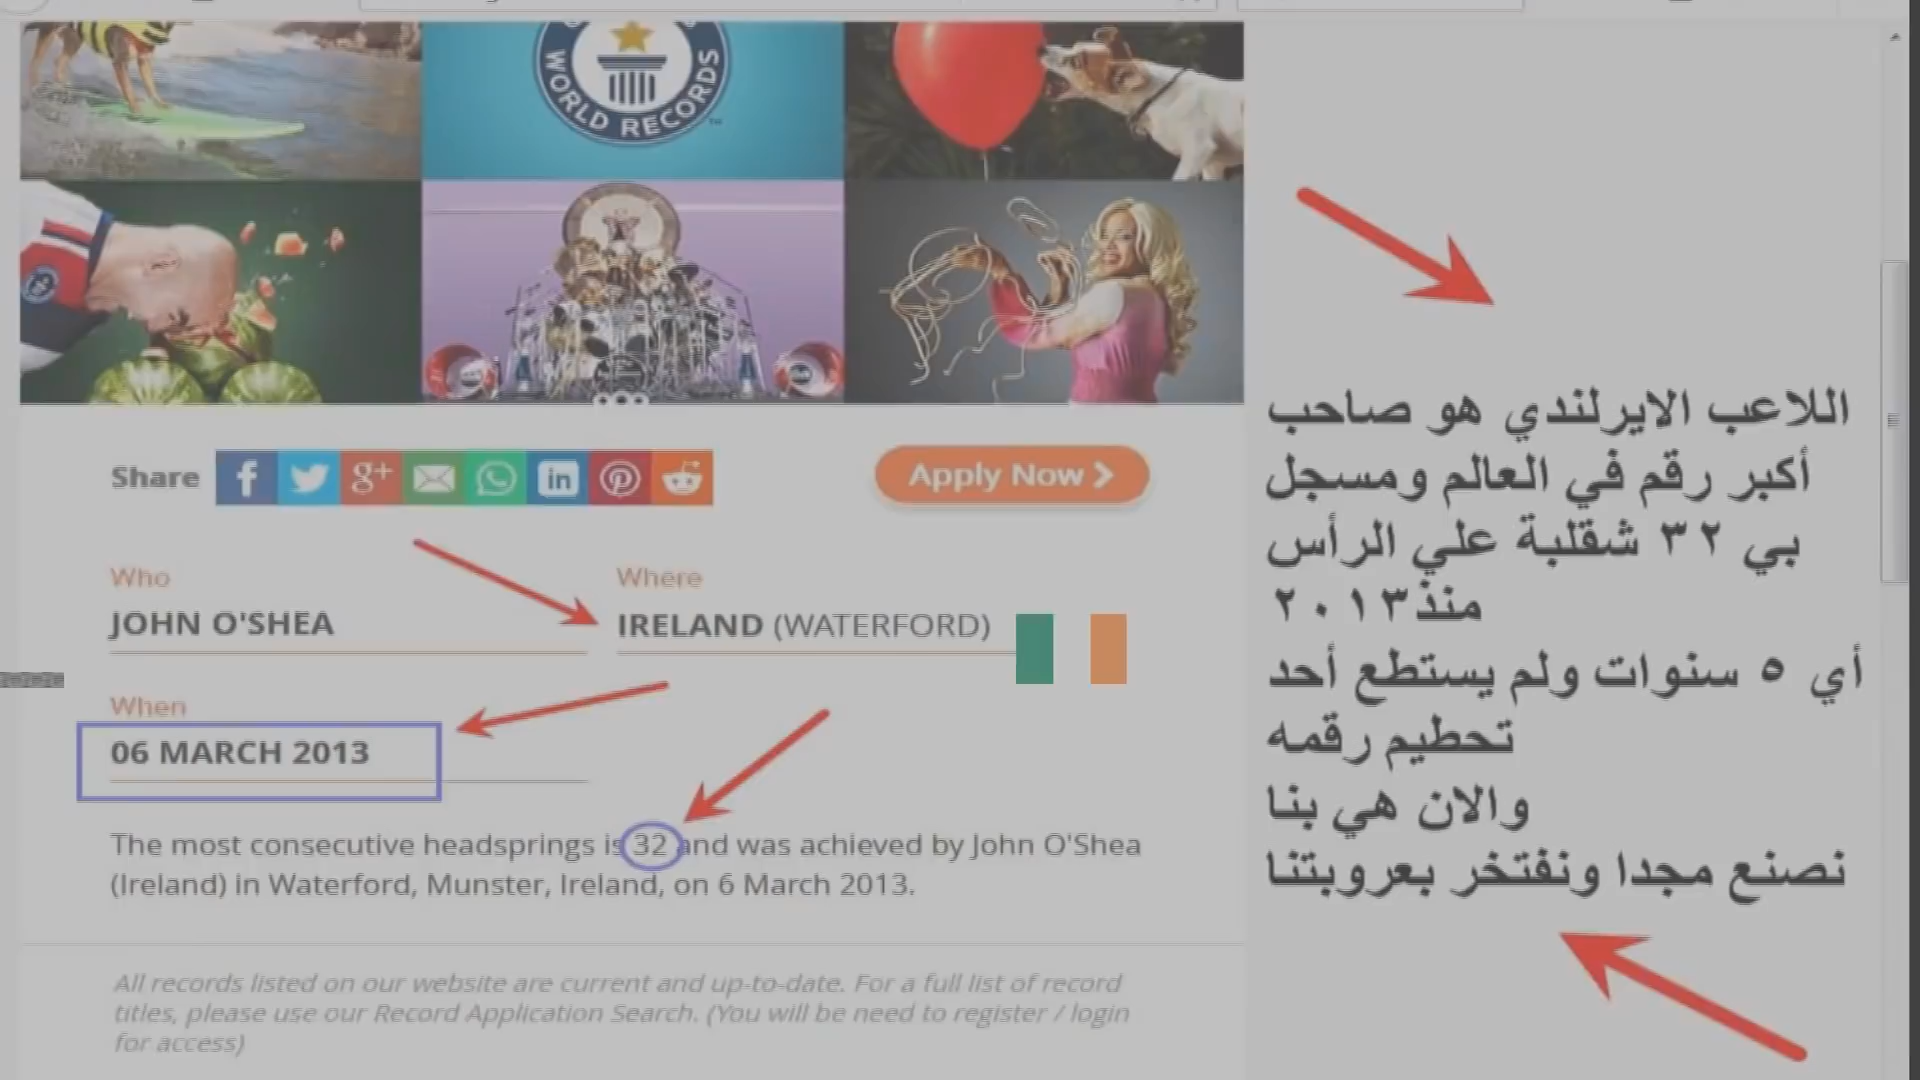 WORLD RECORDS
Share
Apply Now
Who
Where
JOHN O'SHEA
IRELAND (WATERFORD)
When
06 MARCH 2013
The most consecutive headsprings is 32 and was achieved by John O'Shea
(Ireland) in Waterford, Munster, Ireland, on 6 March 2013.
All records listed on our website are current and up-to-date. For a full list of record
titles, please use our Record Application Search. (You will be need to register / login
for access)
اللاعب الايرلندي هو صاحب
أكبر رقم في العالم ومسجل
بي ٣٢ شقلبة علي الرأس
منذ٢٠١٣
أي ٥ سنوات ولم يستطع أحد
تحطيم رقمه
والان هي بنا
نصنع مجدا ونفتخر بعروبتنا